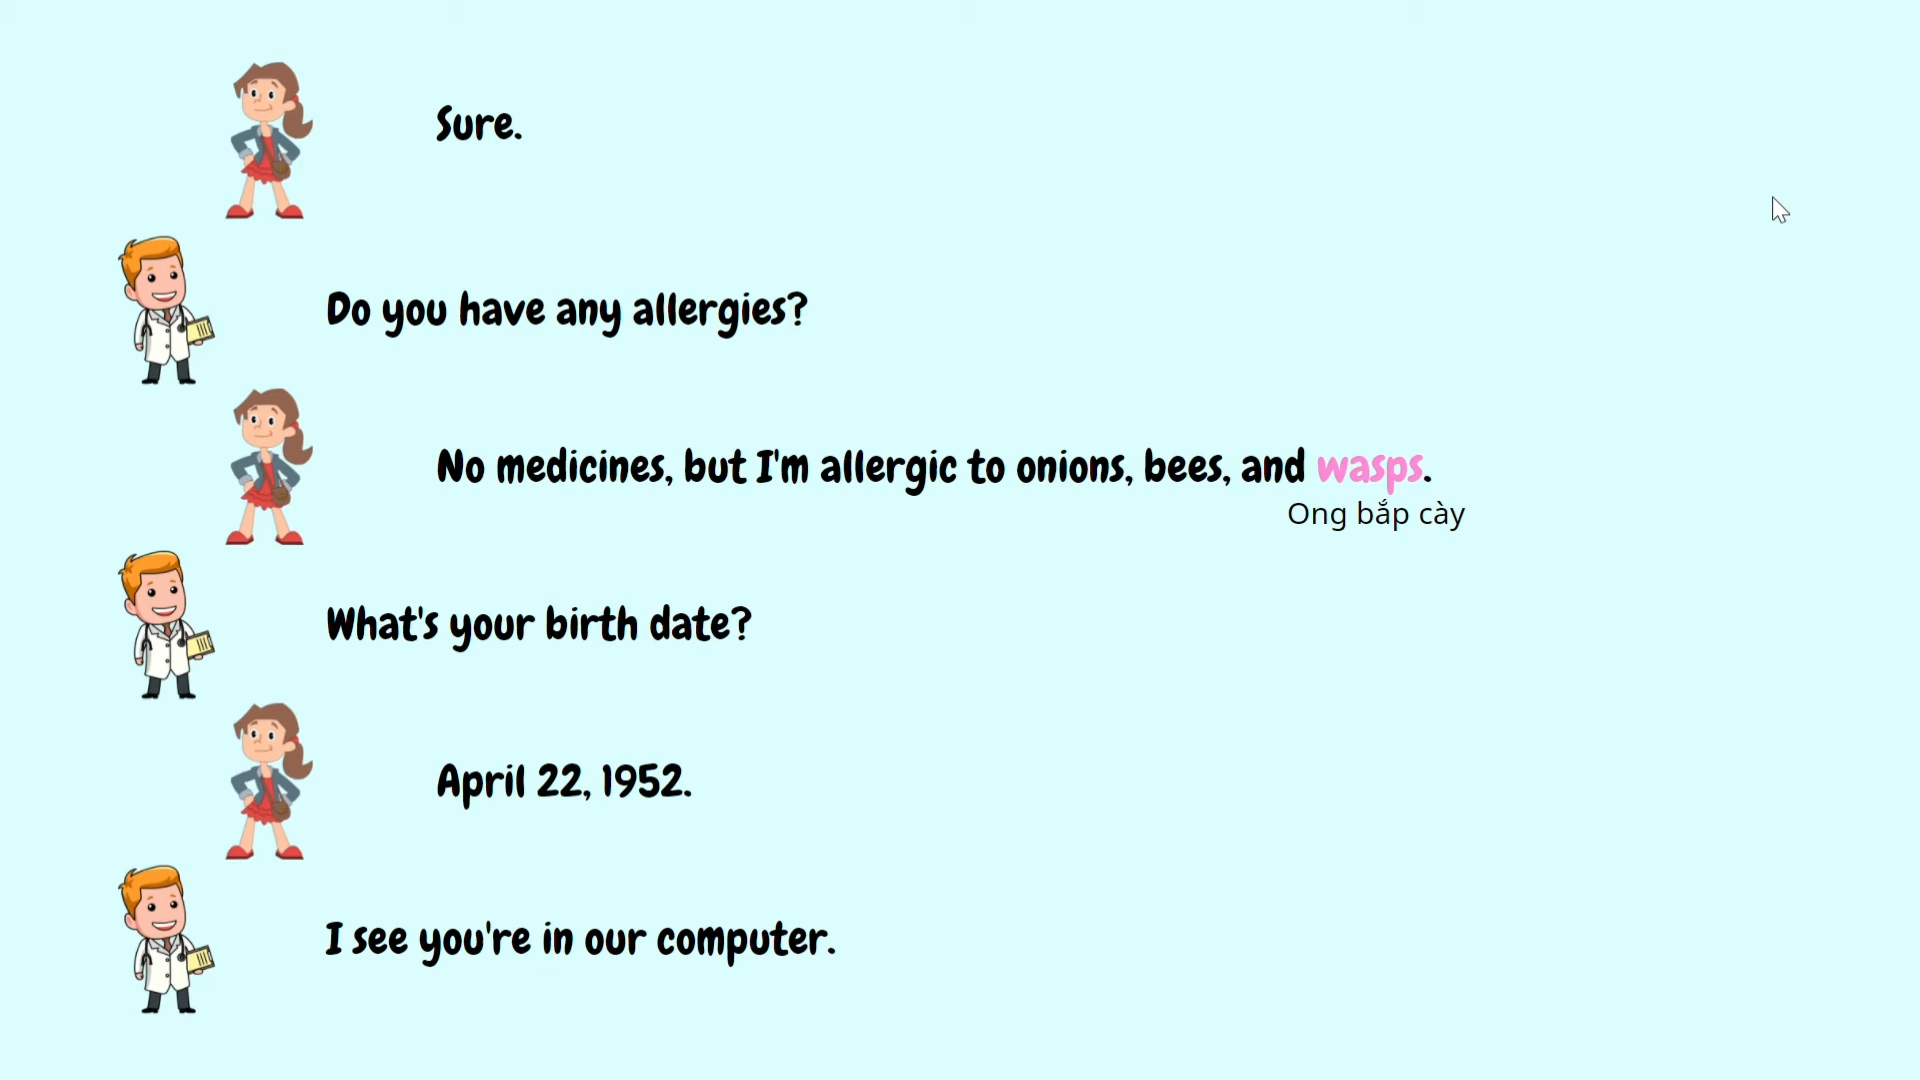 Sure.
Do you have any allergies?
No medicines, but I'm allergic to onions, bees, and wasps.
Ong bắp cày
What's your birth date?
April 22, 1952.
I see you're in our computer.